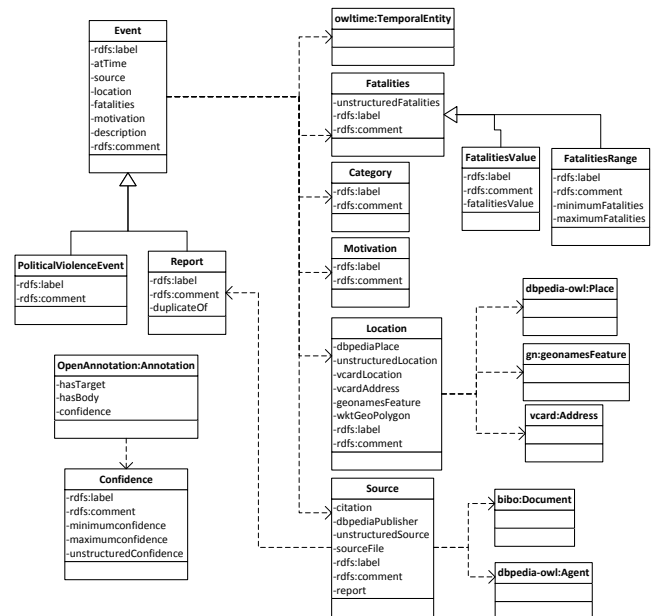 Event
-rdfs:label
-atTime
-source
-location
-fatalities
-motivation
-description
-rdfs:comment
PoliticalViolenceEvent
-rdfs:label
-rdfs:comment
Report
-rdfs:label
-rdfs:comment
-duplicateOf
OpenAnnotation:Annotation
-hasTarget
-hasBody
-confidence
Confidence
-rdfs:label
-rdfs:comment
-minimumconfidence
-maximumconfidence
-unstructuredConfidence
owltime:TemporalEntity
Fatalities
-unstructuredFatalities
-rdfs:label
-rdfs:comment
FatalitiesValue
-rdfs:label
-rdfs:comment
-fatalitiesValue
FatalitiesRange
-rdfs:label
-rdfs:comment
-minimumFatalities
-maximumFatalities
Category
-rdfs:label
-rdfs:comment
Motivation
-rdfs:label
-rdfs:comment
Location
-dbpediaPlace
-unstructuredLocation
-vcardLocation
-vcardAddress
-geonamesFeature
-wktGeoPolygon
-rdfs:label
-rdfs:comment
dbpedia-owl:Place
gn:geonamesFeature
vcard:Address
Source
-citation
-dbpediaPublisher
-unstructuredSource
-sourceFile
-rdfs:label
-rdfs:comment
-report
bibo:Document
dbpedia-owl:Agent